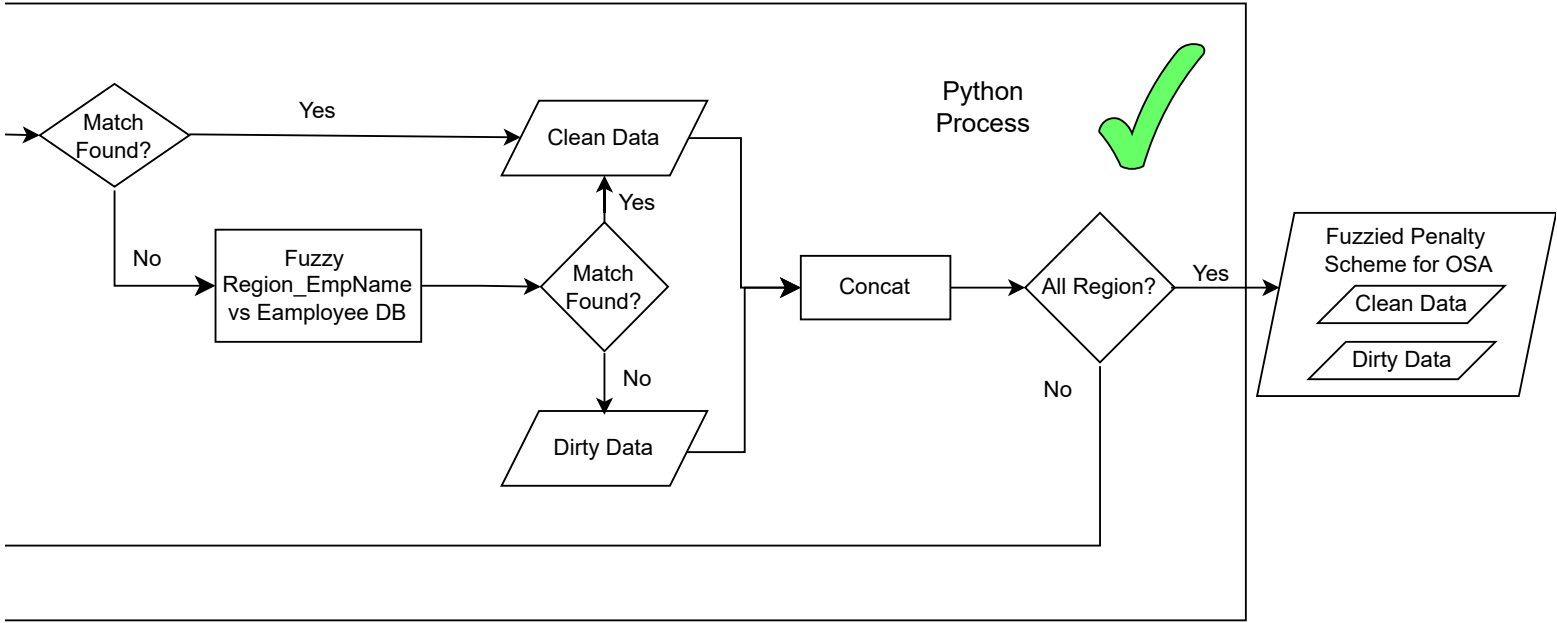 Match
Found?
Yes
No
Fuzzy
Region_EmpName
vs Eamployee DB
Clean Data
Yes
Match
Found?
No
Dirty Data
Concat
Python
Process
All Region?
Yes
No
Fuzzied Penalty
Scheme for OSA
Clean Data
Dirty Data